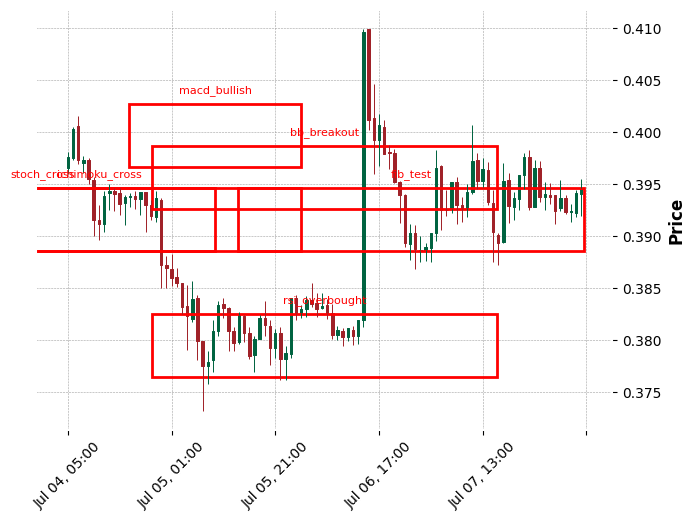 0.410
0.405
macd_bullish
0.400
bb_breakout
stoch_cross
ichimoku_cross
fib_test
0.395
0.390
Price
0.385
rsi_overbought
0.380
0.375
Jul 04, 05:00
Jul 05, 01:00
Jul 05, 21:00
Jul 06, 17:00
Jul 07, 13:00